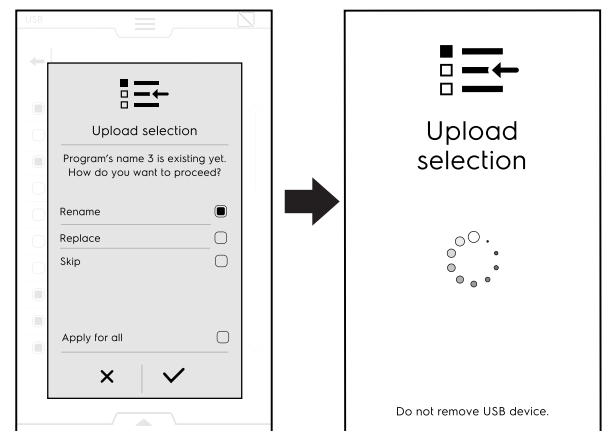 USB
Upload selection
Program's name 3 is existing yet.
How do you want to proceed?
Rename
Replace
Skip
Apply for all
Upload
selection
Do not remove USB device.